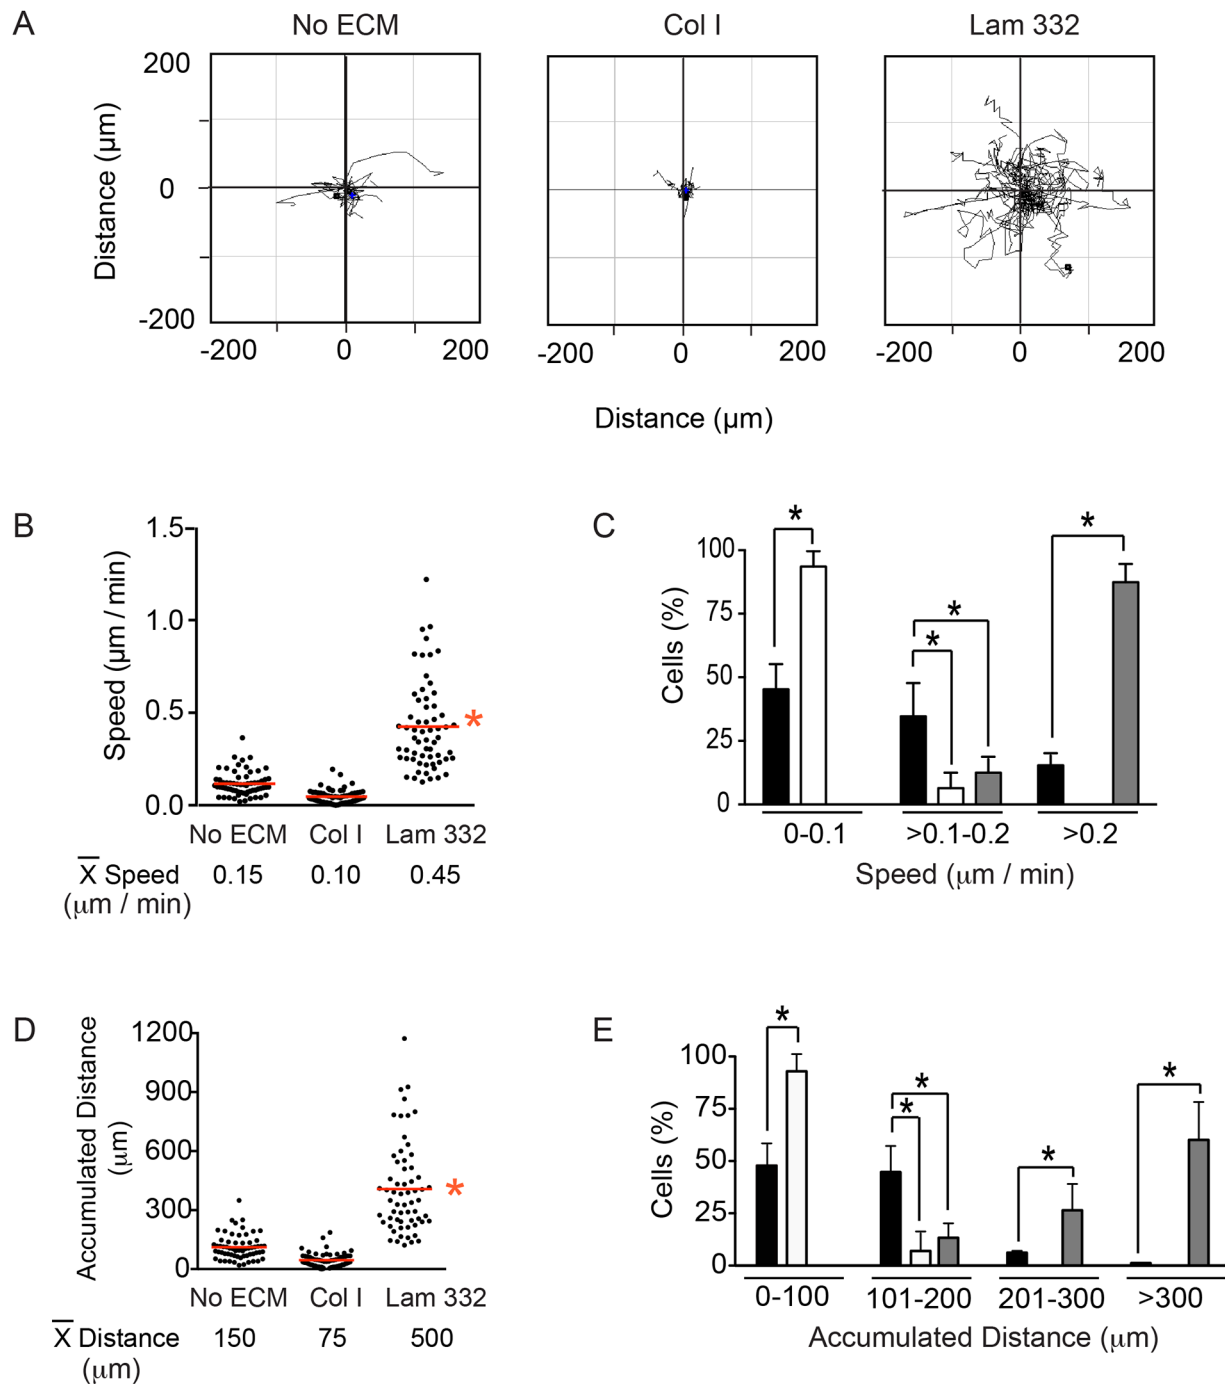 A
No ECM Col I Lam 332
200
0
-200
Distance (µm)
-200 0 200
-200 0 200
-200 0 200
Distance (µm)
B
1.5
1.0
0.5
0.0
Speed (µm / min)
*
No ECM Col I Lam 332
X Speed 0.15 0.10 0.45
(µm / min)
C
100
75
50
25
0
Cells (%)
* * * *
0-0.1 >0.1-0.2 >0.2
Speed (µm / min)
D
1200
900
600
300
0
Accumulated Distance
(µm)
*
No ECM Col I Lam 332
X Distance 150 75 500
(µm)
E
100
75
50
25
0
Cells (%)
* * * * *
0-100 101-200 201-300 >300
Accumulated Distance (µm)